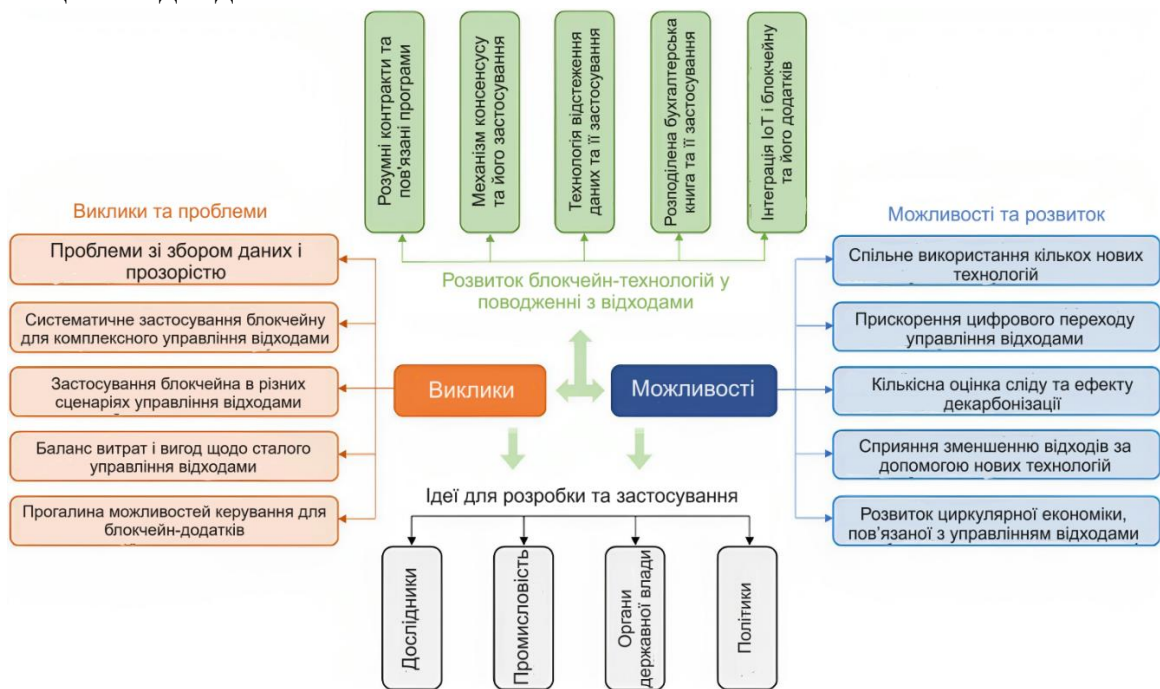 Розумні контракти та
пов'язані програми
Механізм консенсусу
та його застосування
Технологія відстеження
даних та її застосування
Розподілена бухгалтерська
книга та її застосування
Інтеграція IoT і блокчейну
та його додатків
Виклики та проблеми
Можливості та розвиток
Проблеми зі збором даних і
прозорістю
Систематичне застосування блокчейну
для комплексного управління відходами
Застосування блокчейна в різних
сценаріях управління відходами
Баланс витрат і вигод щодо сталого
управління відходами
Прогалина можливостей керування для
блокчейн-додатків
Розвиток блокчейн-технологій у
поводженні з відходами
Виклики
Можливості
Спільне використання кількох нових
технологій
Прискорення цифрового переходу
управління відходами
Кількісна оцінка сліду та ефекту
декарбонізації
Сприяння зменшенню відходів за
допомогою нових технологій
Розвиток циркулярної економіки,
пов’язаної з управлінням відходами
Ідеї для розробки та застосування
Дослідники
Промисловість
Органи
державної влади
Політики